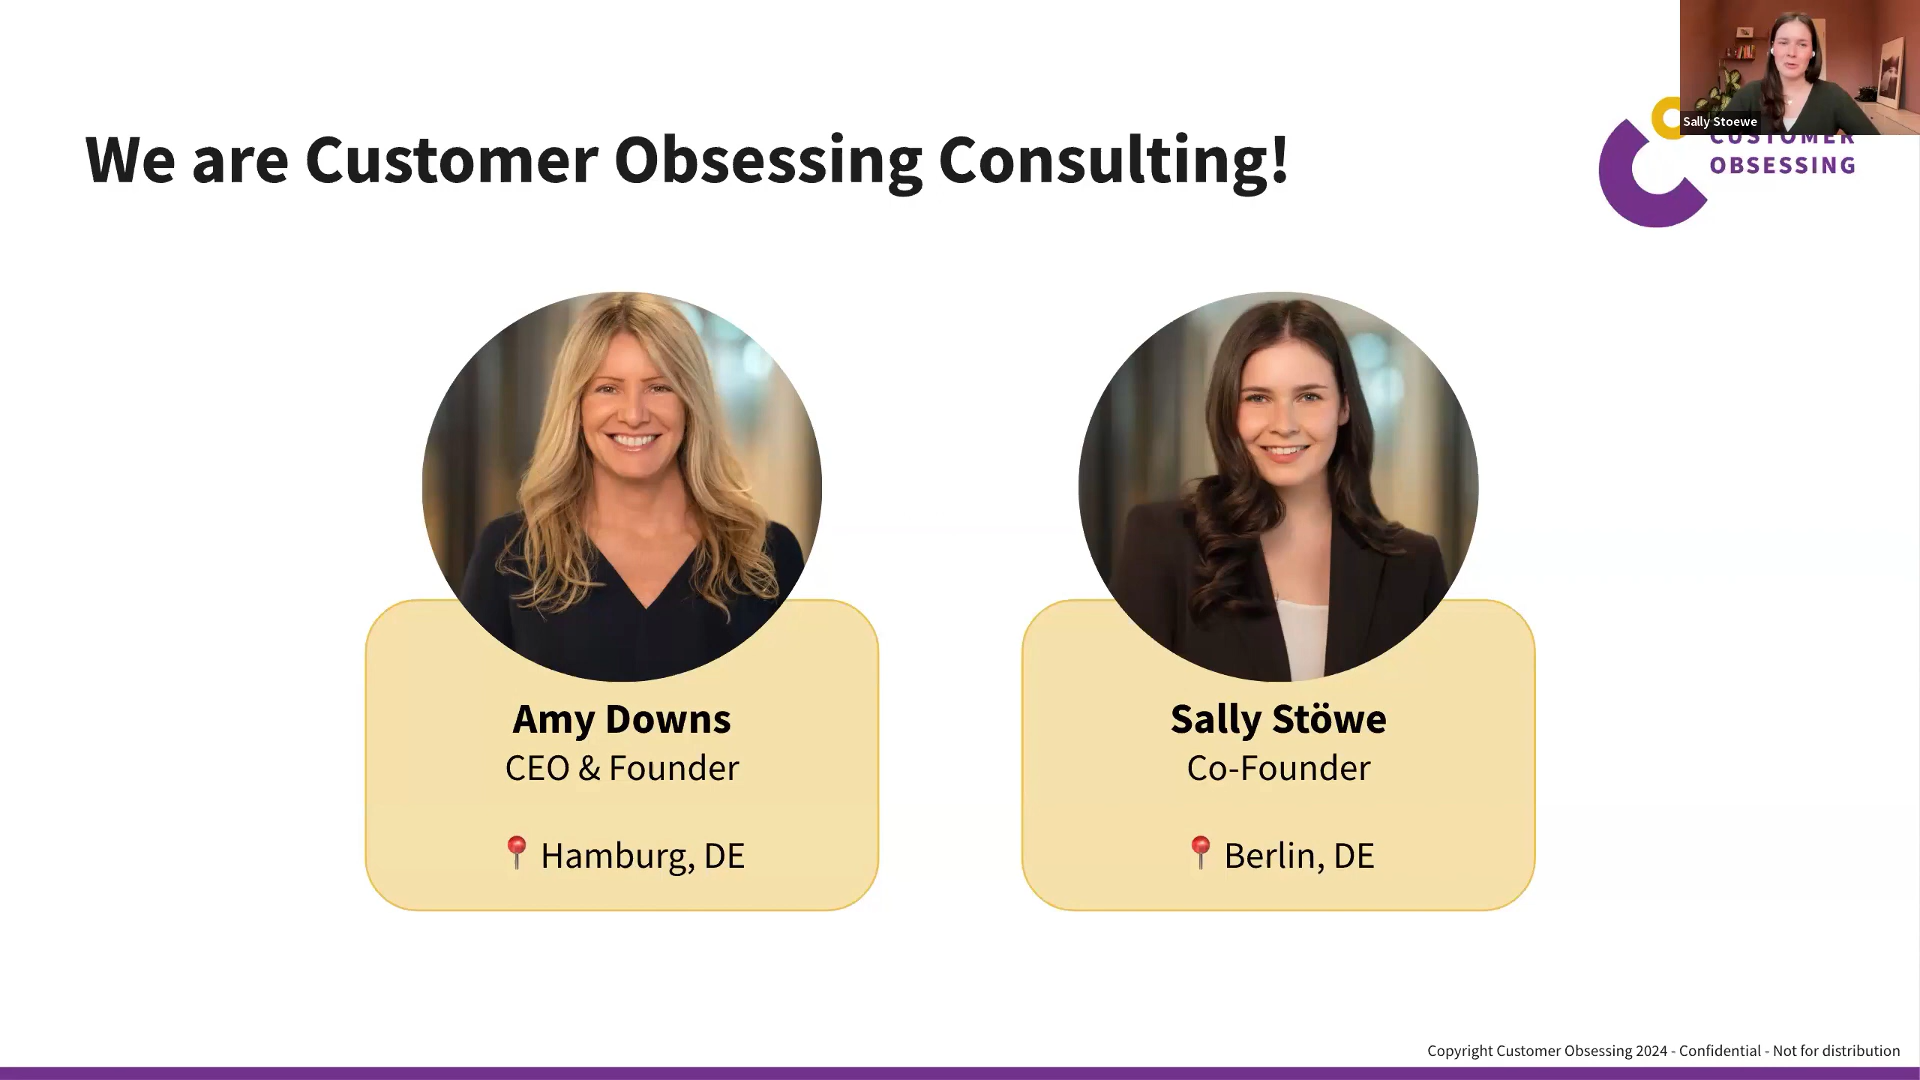 Sally Stoewe
We are Customer Obsessing Consulting!
CUSTOMER
OBSESSING
Amy Downs
CEO & Founder
Hamburg, DE
Sally Stöwe
Co-Founder
Berlin, DE
Copyright Customer Obsessing 2024 - Confidential - Not for distribution